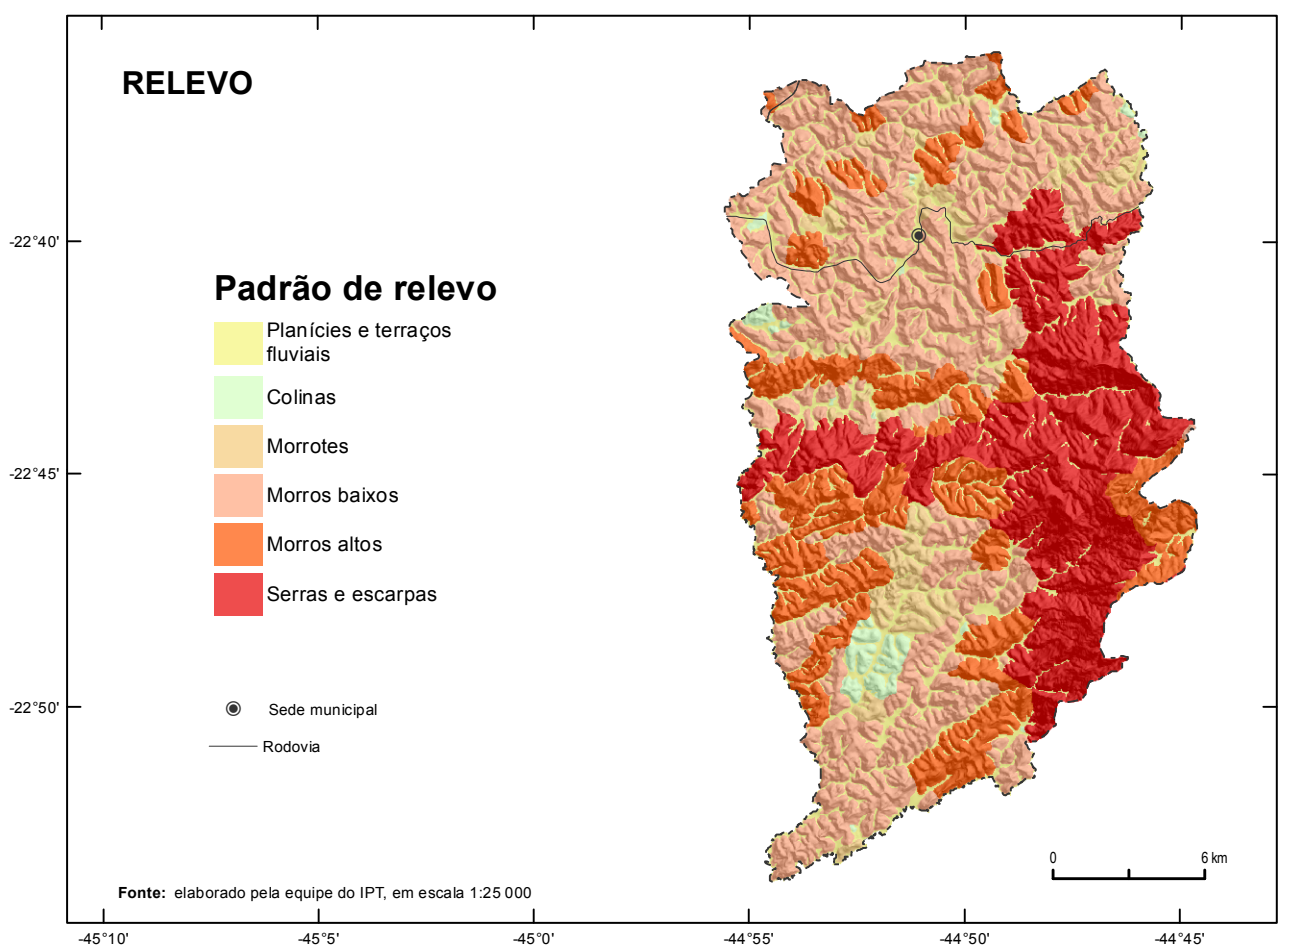 RELEVO
-22°40'
Padrão de relevo
Planícies e terraços
fluviais
Colinas
Morrotes
-22°45'
Morros baixos
Morros altos
Serras e escarpas
-22°50'
Sede municipal
Rodovia
0 6 km
Fonte: elaborado pela equipe do IPT, em escala 1:25 000
-45°10' -45°5' -45°0' -44°55' -44°50' -44°45'